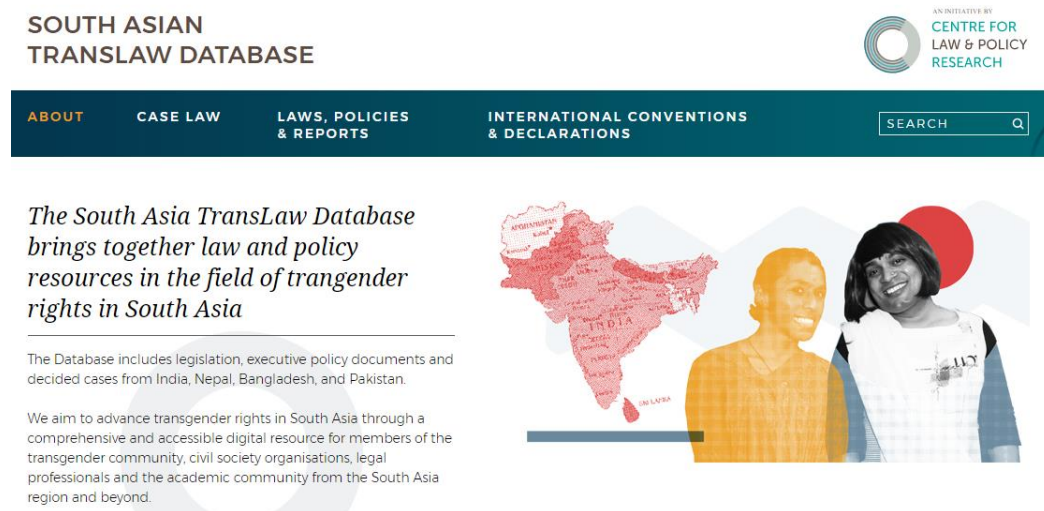 SOUTH ASIAN
TRANSLAW DATABASE
AN INITIATIVE BY
CENTRE FOR
LAW & POLICY
RESEARCH
ABOUT
CASE LAW
LAWS, POLICIES
& REPORTS
INTERNATIONAL CONVENTIONS
& DECLARATIONS
SEARCH
The South Asia TransLaw Database
brings together law and policy
resources in the field of trangender
rights in South Asia
The Database includes legislation, executive policy documents and
decided cases from India, Nepal, Bangladesh, and Pakistan.
We aim to advance transgender rights in South Asia through a
comprehensive and accessible digital resource for members of the
transgender community, civil society organisations, legal
professionals and the academic community from the South Asia
region and beyond.
AFGHANISTAN
Kabul
INDIA
SRI LANKA